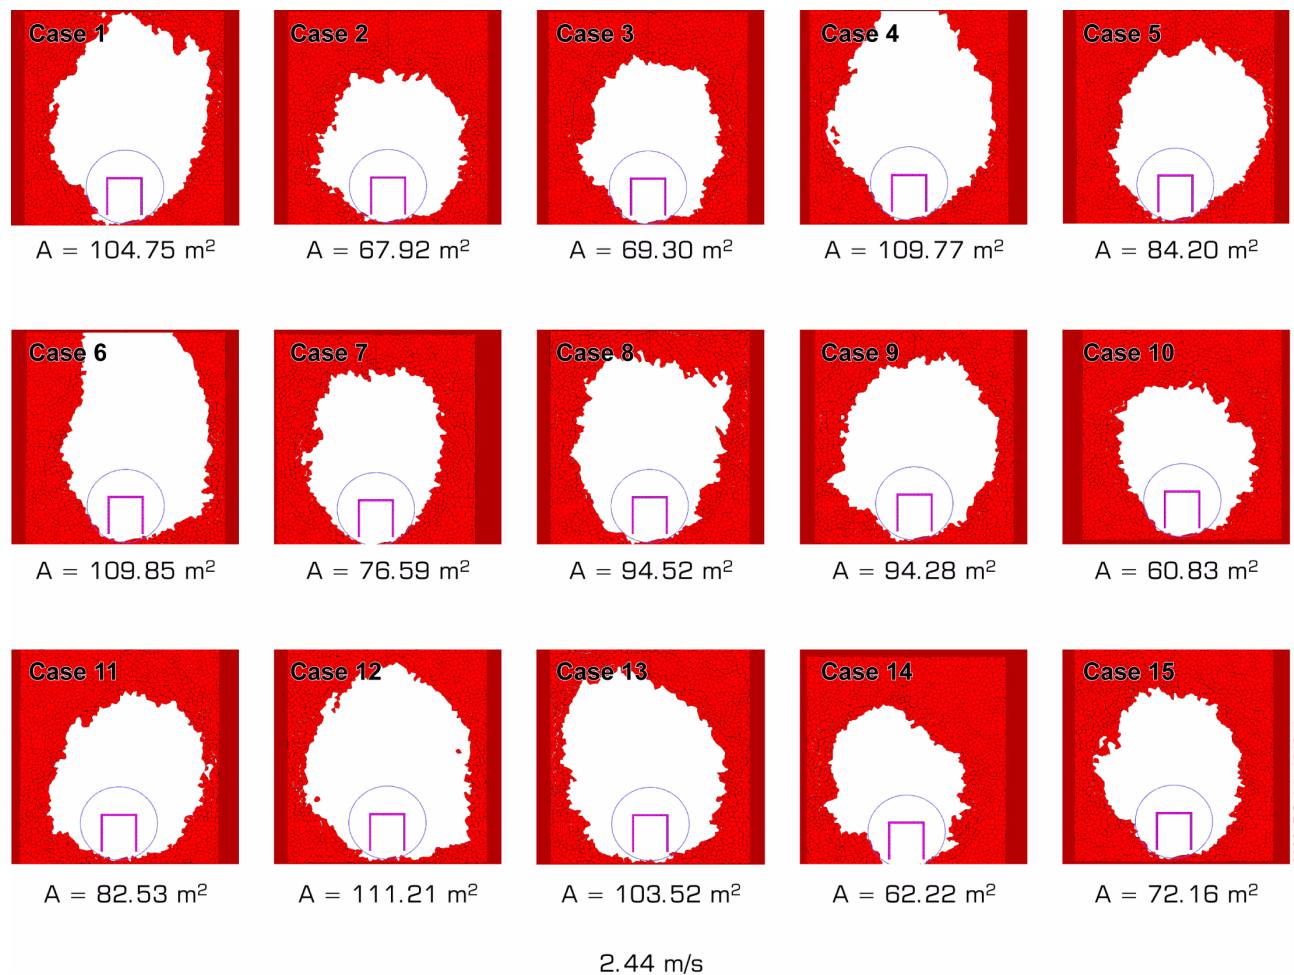 Case 1 Case 2 Case 3 Case 4 Case 5
A = 104.75 m² A = 67.92 m² A = 69.30 m² A = 109.77 m² A = 84.20 m²
Case 6 Case 7 Case 8 Case 9 Case 10
A = 109.85 m² A = 76.59 m² A = 94.52 m² A = 94.28 m² A = 60.83 m²
Case 11 Case 12 Case 13 Case 14 Case 15
A = 82.53 m² A = 111.21 m² A = 103.52 m² A = 62.22 m² A = 72.16 m²
2.44 m/s